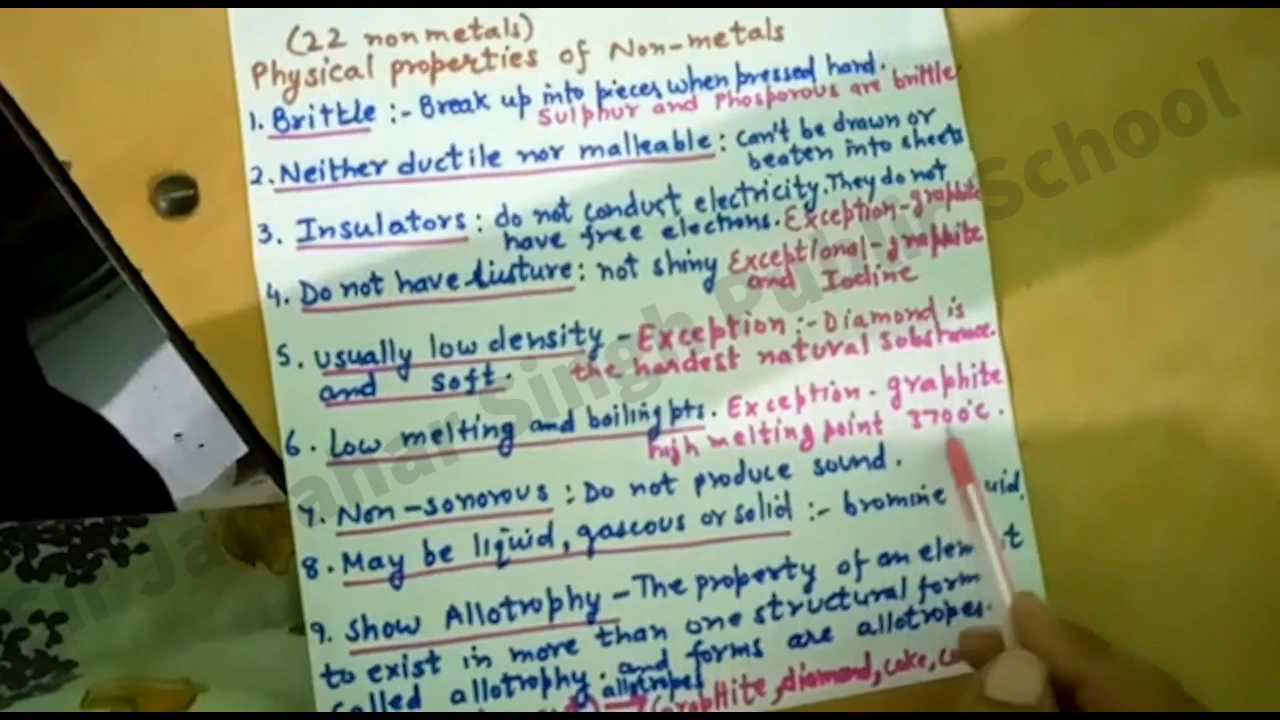 (22 nonmetals)
Physical properties of Non-metals
1. Brittle :- Break up into pieces when pressed hard.
Sulphur and Phosporous are brittle
2. Neither ductile nor malleable : can't be drawn or
beaten into sheets
3. Insulators : do not conduct electricity. They do not
have free electrons. Exception - graphite
4. Do not have lusture : not shiny Exceptional - graphite
and Iodine
5. Usually low density - Exception :- Diamond is
and soft. the hardest natural substance.
6. Low melting and boiling pts. Exception - graphite
high melting point 3700°c.
7. Non-sonorous : Do not produce sound.
8. May be liquid, gaseous or solid :- bromine
9. Show Allotrophy - The property of an
to exist in more than one structural form
called allotrophy and forms are allotropes.
allotropes
Graphite, diamond, coke,
Sir Jawahar Singh Public School